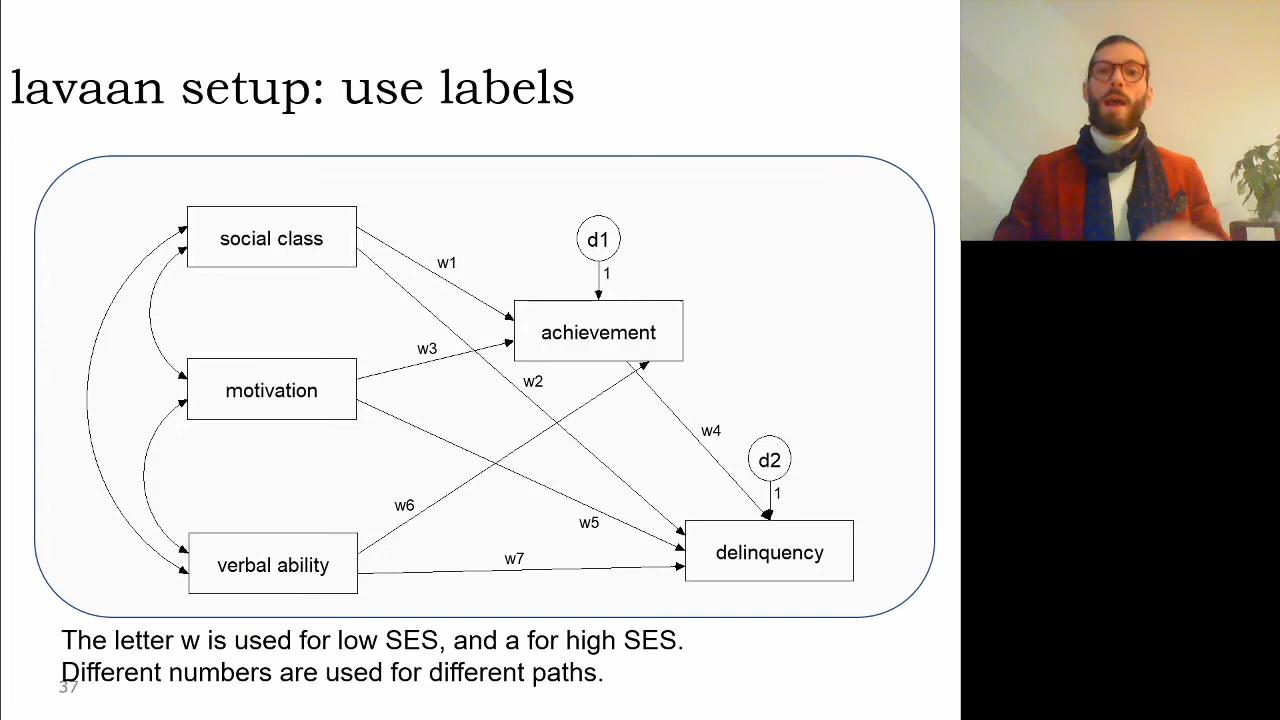 lavaan setup: use labels
social class
d1
w1
1
achievement
w3
w2
motivation
w4
d2
1
w6
w5
w7
delinquency
verbal ability
The letter w is used for low SES, and a for high SES.
Different numbers are used for different paths.
37